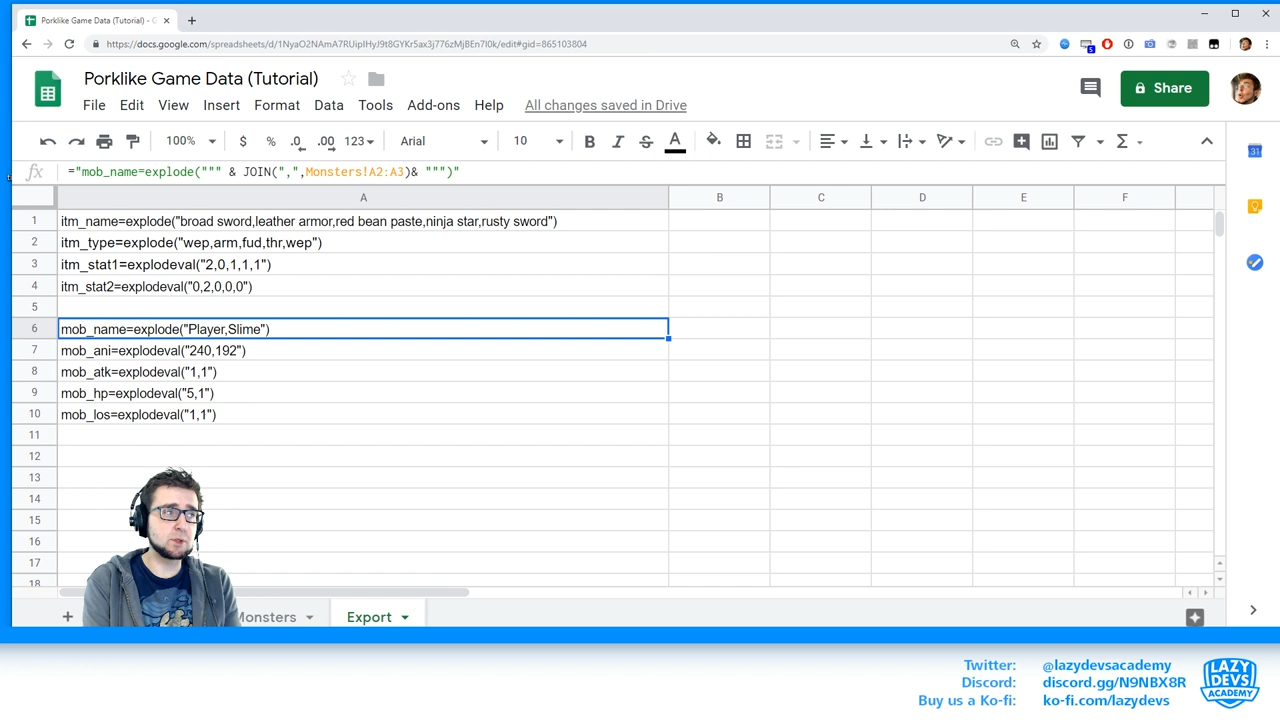 Porklike Game Data (Tutorial) - G
https://docs.google.com/spreadsheets/d/1NyaO2NAmA7RUipIHyJ9t8GYKr5ax3j776zMjBEn7I0k/edit#gid=865103804
Porklike Game Data (Tutorial)
File Edit View Insert Format Data Tools Add-ons Help All changes saved in Drive
Share
100% $ % .0 .00 123 Arial 10 B I S A Σ
fx ="mob_name=explode(""" & JOIN(",",Monsters!A2:A3)& """)"
A B C D E F
1 itm_name=explode("broad sword,leather armor,red bean paste,ninja star,rusty sword")
2 itm_type=explode("wep,arm,fud,thr,wep")
3 itm_stat1=explodeval("2,0,1,1,1")
4 itm_stat2=explodeval("0,2,0,0,0")
5
6 mob_name=explode("Player,Slime")
7 mob_ani=explodeval("240,192")
8 mob_atk=explodeval("1,1")
9 mob_hp=explodeval("5,1")
10 mob_los=explodeval("1,1")
11
12
13
14
15
16
17
18
+ Monsters Export
31
5
Twitter: @lazydevsacademy
Discord: discord.gg/N9NBX8R
Buy us a Ko-fi: ko-fi.com/lazydevs
LAZY
DEVS
ACADEMY